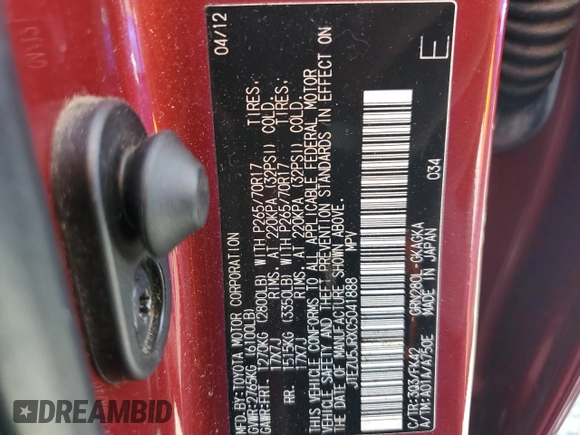 MFD.BY:TOYOTA MOTOR CORPORATION 04/12
GVWR:2765KG (6100LB)
GAWR:FRT. 1270KG (2800LB) WITH P265/70R17 TIRES.
17X7J RIMS, AT 220KPA (32PSI) COLD.
RR. 1515KG (3350LB) WITH P265/70R17 TIRES.
17X7J RIMS, AT 220KPA (32PSI) COLD.
THIS VEHICLE CONFORMS TO ALL APPLICABLE FEDERAL MOTOR
VEHICLE SAFETY AND THEFT PREVENTION STANDARDS IN EFFECT ON
THE DATE OF MANUFACTURE SHOWN ABOVE.
JTEZU5JRXC5041888 MPV
E
034
C/TR:3Q3/FK42 GRN280L-GKAGKA
A/TM:A01A/A750E MADE IN JAPAN
RideSafely